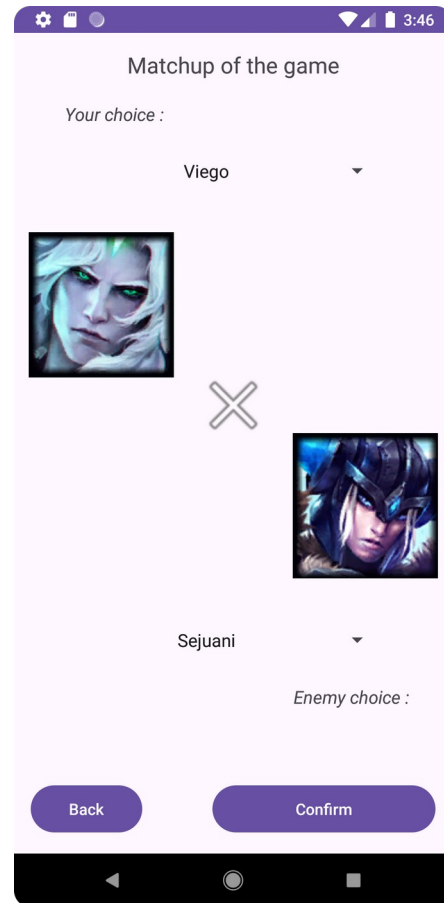 3:46
Matchup of the game
Your choice :
Viego
Sejuani
Enemy choice :
Back
Confirm